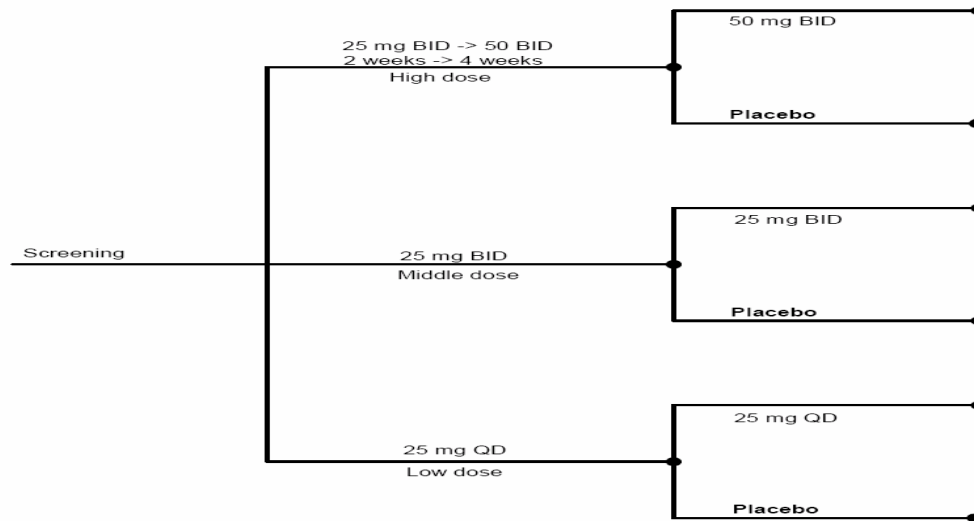 50 mg BID
25 mg BID -> 50 BID
2 weeks -> 4 weeks
High dose
Placebo
25 mg BID
Screening
25 mg BID
Middle dose
Placebo
25 mg QD
25 mg QD
Low dose
Placebo